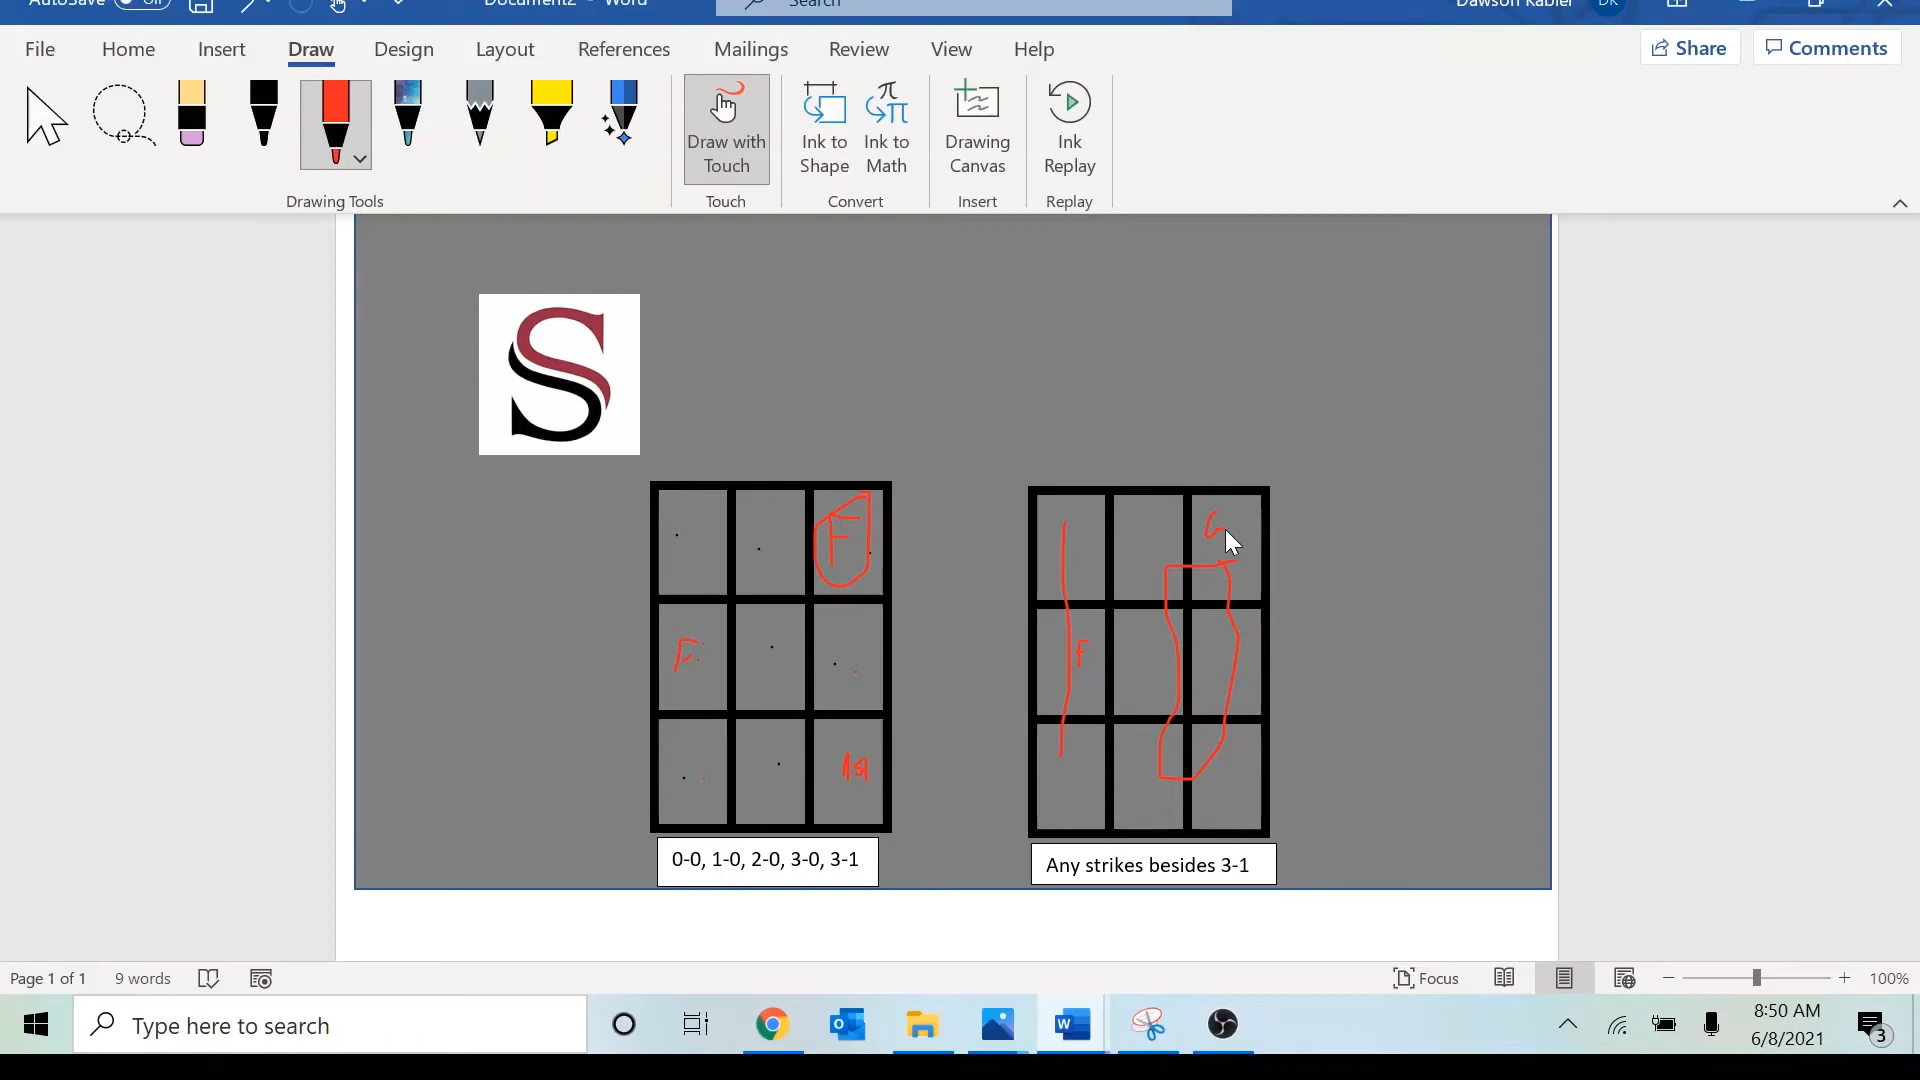 AutoSave Off Document2 - Word Search Dawson Kabler DK
File Home Insert Draw Design Layout References Mailings Review View Help Share Comments
Draw with Touch
Ink to Shape
Ink to Math
Drawing Canvas
Ink Replay
Drawing Tools Touch Convert Insert Replay
S
F
F
F
1st
0-0, 1-0, 2-0, 3-0, 3-1
Any strikes besides 3-1
Page 1 of 1 9 words Focus 100%
Type here to search
8:50 AM
6/8/2021
3